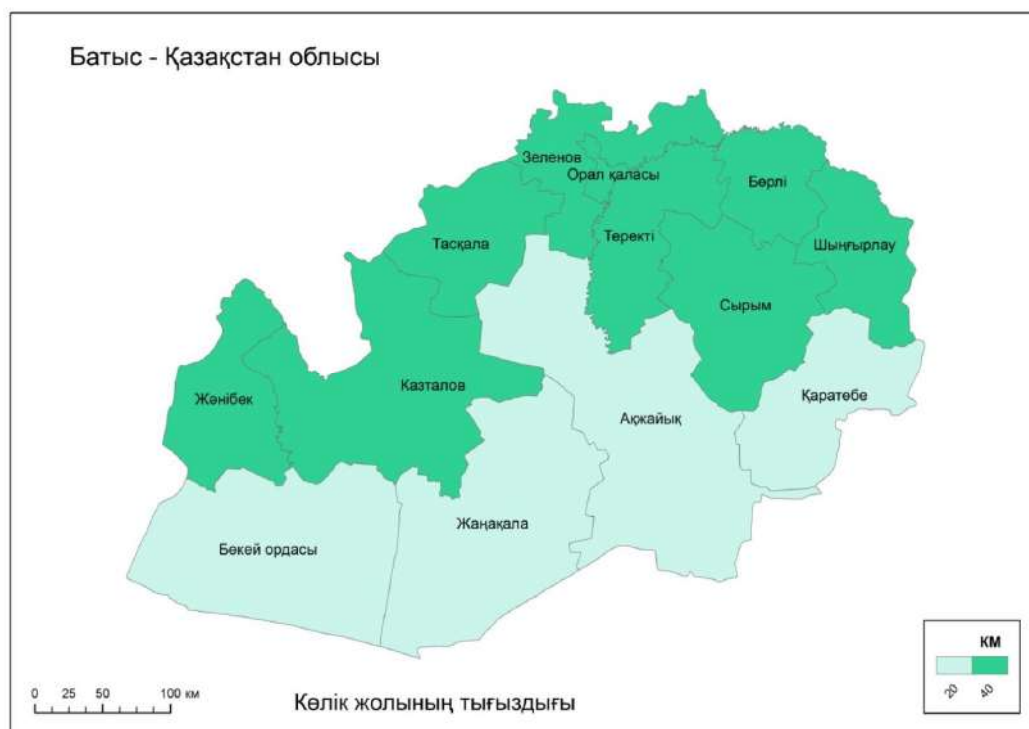 Батыс - Қазақстан облысы
Зеленов
Орал қаласы
Бөрлі
Тасқала
Теректі
Шыңғырлау
Сырым
Жәнібек
Казталов
Қаратөбе
Ақжайық
Жаңақала
Бөкей ордасы
КМ
20 40
0 25 50 100 км
Көлік жолының тығыздығы